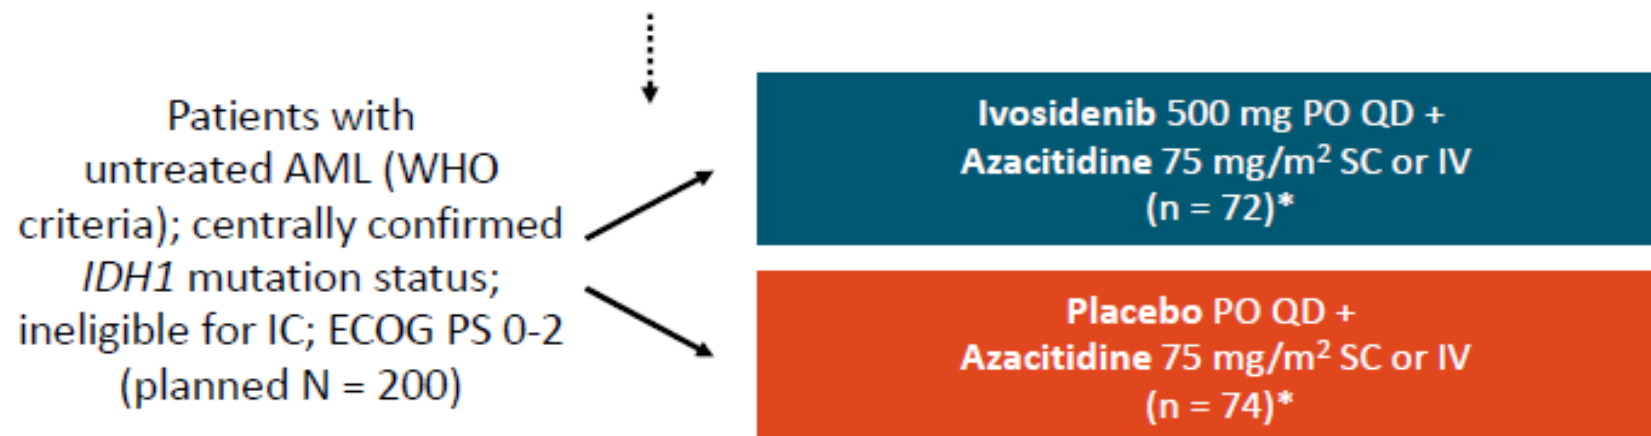 Patients with
untreated AML (WHO
criteria); centrally confirmed
IDH1 mutation status;
ineligible for IC; ECOG PS 0-2
(planned N = 200)
Ivosidenib 500 mg PO QD +
Azacitidine 75 mg/m² SC or IV
(n = 72)*
Placebo PO QD +
Azacitidine 75 mg/m² SC or IV
(n = 74)*